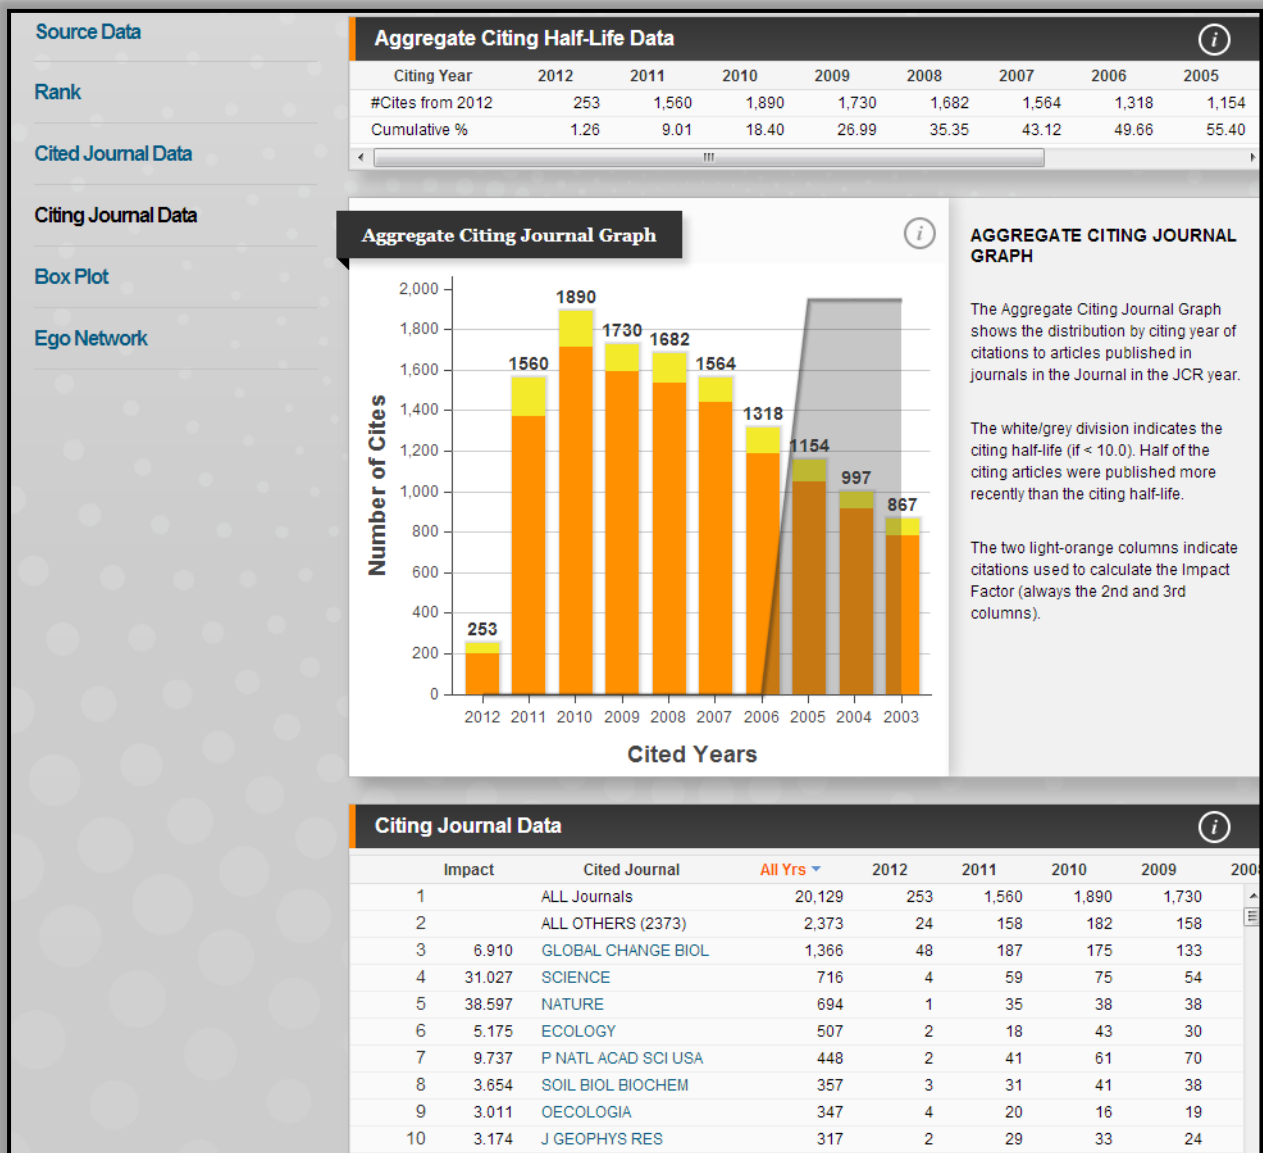 Source Data
Rank
Cited Journal Data
Citing Journal Data
Box Plot
Ego Network
Aggregate Citing Half-Life Data
i
Citing Year 2012 2011 2010 2009 2008 2007 2006 2005
#Cites from 2012 253 1,560 1,890 1,730 1,682 1,564 1,318 1,154
Cumulative % 1.26 9.01 18.40 26.99 35.35 43.12 49.66 55.40
Aggregate Citing Journal Graph
i
Number of Cites
2,000
1,800
1,600
1,400
1,200
1,000
800
600
400
200
0
253
1560
1890
1730
1682
1564
1318
1154
997
867
2012 2011 2010 2009 2008 2007 2006 2005 2004 2003
Cited Years
AGGREGATE CITING JOURNAL
GRAPH
The Aggregate Citing Journal Graph
shows the distribution by citing year of
citations to articles published in
journals in the Journal in the JCR year.
The white/grey division indicates the
citing half-life (if < 10.0). Half of the
citing articles were published more
recently than the citing half-life.
The two light-orange columns indicate
citations used to calculate the Impact
Factor (always the 2nd and 3rd
columns).
Citing Journal Data
i
Impact Cited Journal All Yrs 2012 2011 2010 2009 200
1 ALL Journals 20,129 253 1,560 1,890 1,730
2 ALL OTHERS (2373) 2,373 24 158 182 158
3 6.910 GLOBAL CHANGE BIOL 1,366 48 187 175 133
4 31.027 SCIENCE 716 4 59 75 54
5 38.597 NATURE 694 1 35 38 38
6 5.175 ECOLOGY 507 2 18 43 30
7 9.737 P NATL ACAD SCI USA 448 2 41 61 70
8 3.654 SOIL BIOL BIOCHEM 357 3 31 41 38
9 3.011 OECOLOGIA 347 4 20 16 19
10 3.174 J GEOPHYS RES 317 2 29 33 24